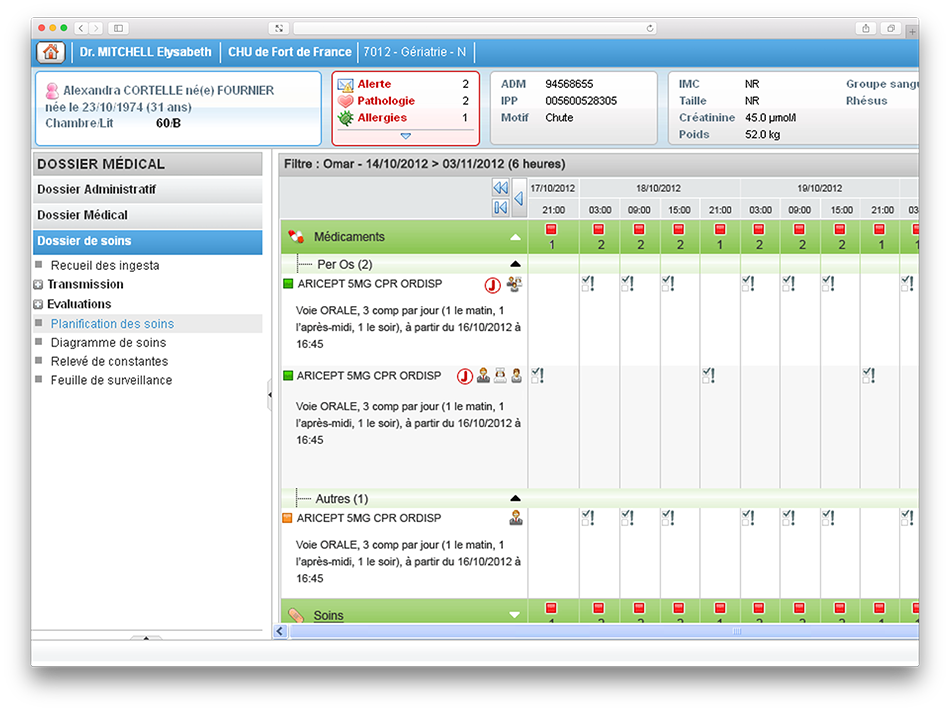 Dr. MITCHELL Elysabeth CHU de Fort de France 7012 - Gériatrie - N
Alexandra CORTELLE né(e) FOURNIER
née le 23/10/1974 (31 ans)
Chambre/Lit 60/B
Alerte 2
Pathologie 2
Allergies 1
ADM 94568655
IPP 005600528305
Motif Chute
IMC NR Groupe sangu
Taille NR Rhésus
Créatinine 45.0 µmol/l
Poids 52.0 kg
DOSSIER MÉDICAL
Dossier Administratif
Dossier Médical
Dossier de soins
Recueil des ingesta
Transmission
Evaluations
Planification des soins
Diagramme de soins
Relevé de constantes
Feuille de surveillance
Filtre : Omar - 14/10/2012 > 03/11/2012 (6 heures)
17/10/2012 18/10/2012 19/10/2012
21:00 03:00 09:00 15:00 21:00 03:00 09:00 15:00 21:00 03
Médicaments 1 2 2 2 1 2 2 2 1
Per Os (2)
ARICEPT 5MG CPR ORDISP J
Voie ORALE, 3 comp par jour (1 le matin, 1
l'après-midi, 1 le soir), à partir du 16/10/2012 à
16:45
ARICEPT 5MG CPR ORDISP J
Voie ORALE, 3 comp par jour (1 le matin, 1
l'après-midi, 1 le soir), à partir du 16/10/2012 à
16:45
Autres (1)
ARICEPT 5MG CPR ORDISP
Voie ORALE, 3 comp par jour (1 le matin, 1
l'après-midi, 1 le soir), à partir du 16/10/2012 à
16:45
Soins